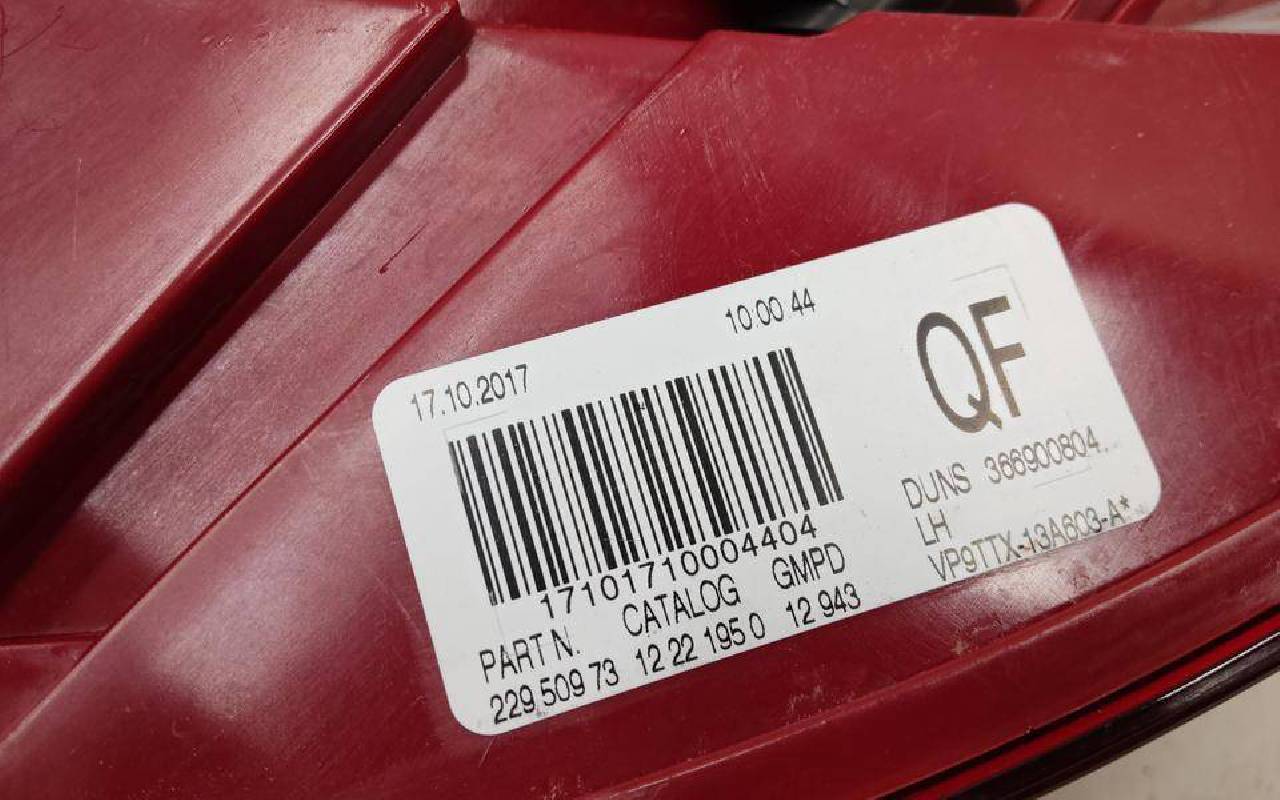 17.10.2017 10:00 44
17101710004404
PART N. CATALOG GMPD
229 509 73 12 22 195 0 12 943
QF
DUNS 366900804
LH
VP9TTX-13A603-A*